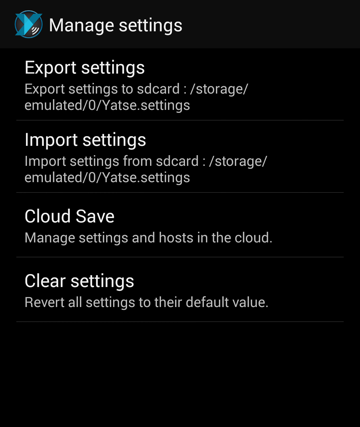 Manage settings
Export settings
Export settings to sdcard : /storage/
emulated/0/Yatse.settings
Import settings
Import settings from sdcard : /storage/
emulated/0/Yatse.settings
Cloud Save
Manage settings and hosts in the cloud.
Clear settings
Revert all settings to their default value.